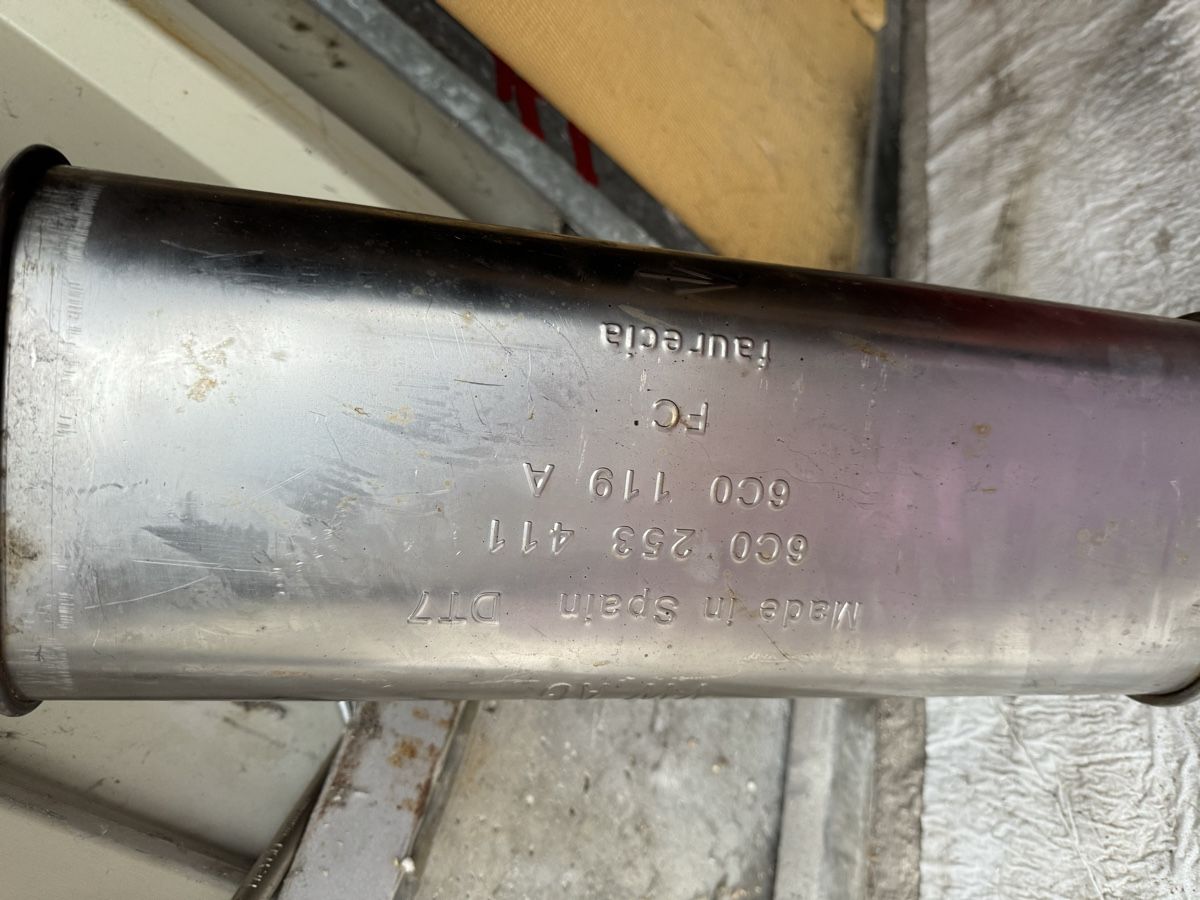 Made in Spain DT7
6C0 253 411
6C0 119 A
FC
faurecia